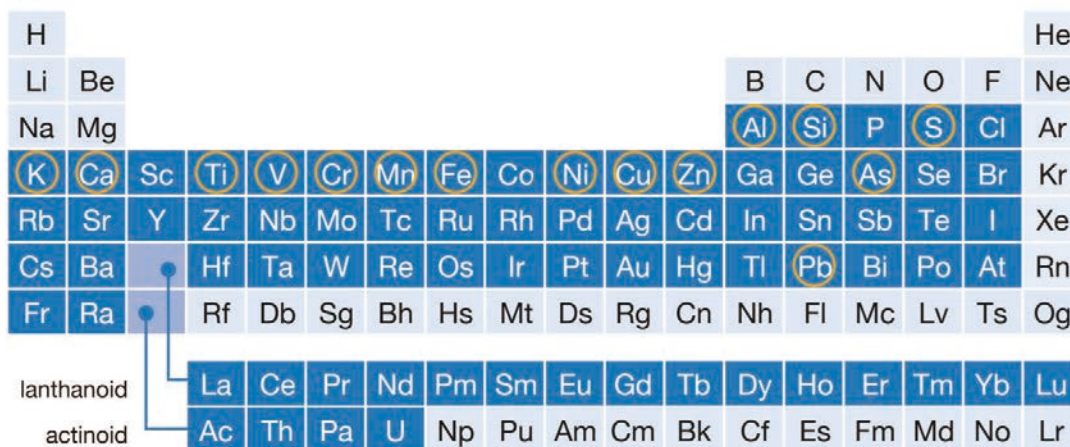 H He
Li Be B C N O F Ne
Na Mg Al Si P S Cl Ar
K Ca Sc Ti V Cr Mn Fe Co Ni Cu Zn Ga Ge As Se Br Kr
Rb Sr Y Zr Nb Mo Tc Ru Rh Pd Ag Cd In Sn Sb Te I Xe
Cs Ba Hf Ta W Re Os Ir Pt Au Hg Tl Pb Bi Po At Rn
Fr Ra Rf Db Sg Bh Hs Mt Ds Rg Cn Nh Fl Mc Lv Ts Og
lanthanoid La Ce Pr Nd Pm Sm Eu Gd Tb Dy Ho Er Tm Yb Lu
actinoid Ac Th Pa U Np Pu Am Cm Bk Cf Es Fm Md No Lr